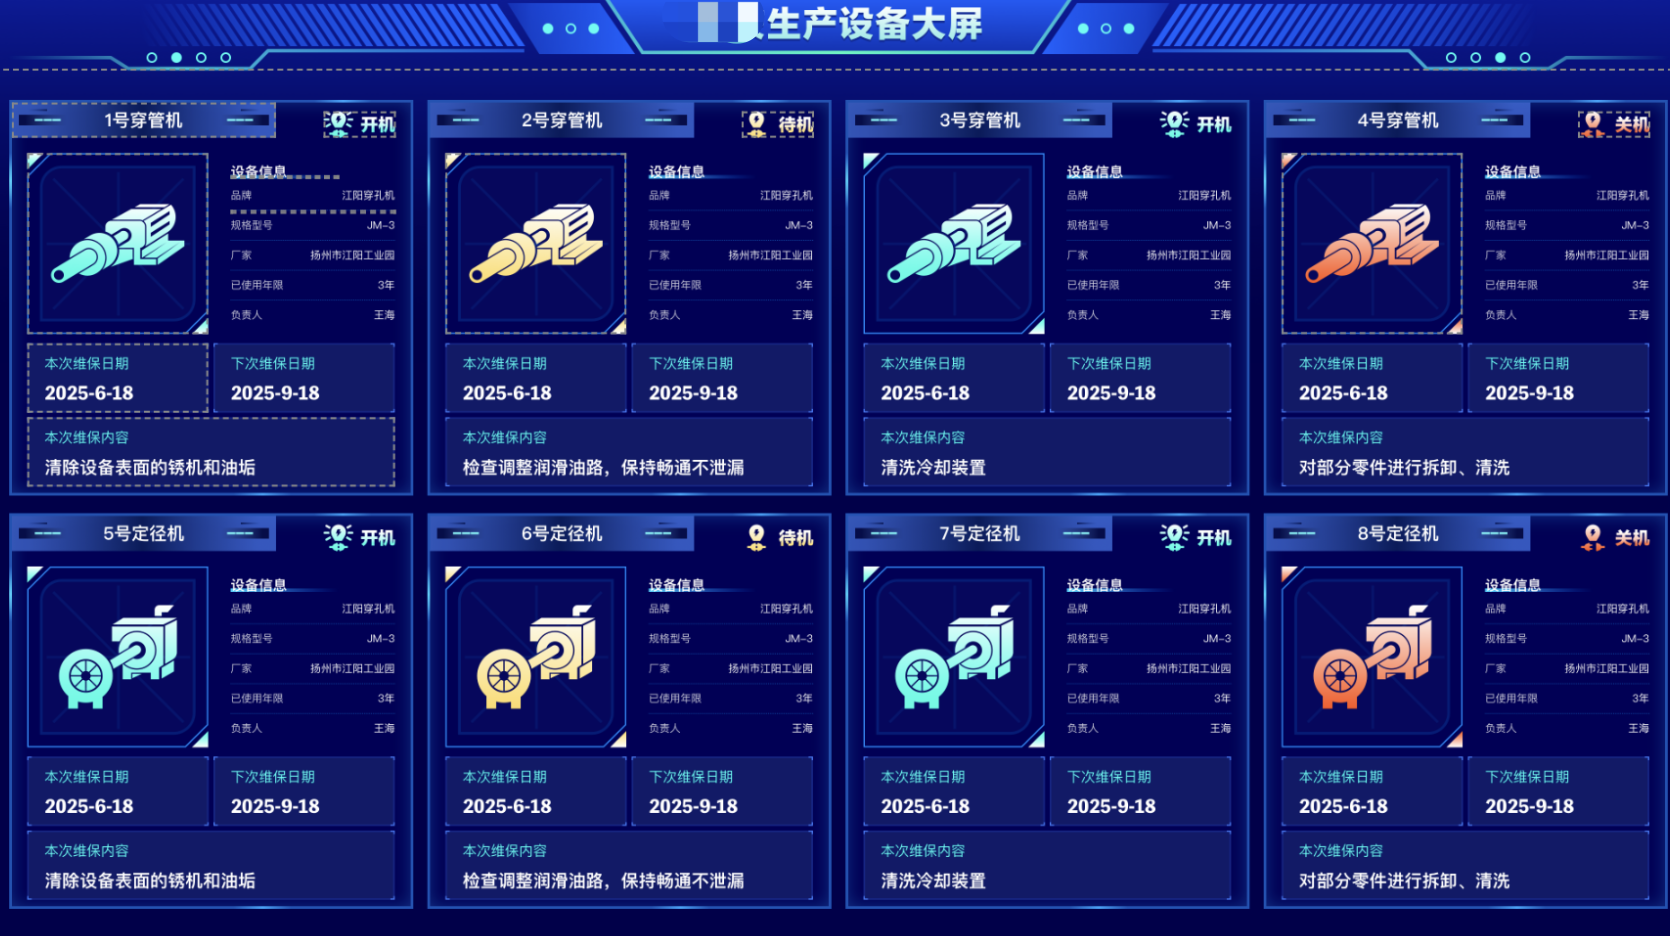 生产设备大屏
1号穿管机
开机
设备信息
品牌 江阳穿孔机
规格型号 JM-3
厂家 扬州市江阳工业园
已使用年限 3年
负责人 王海
本次维保日期
2025-6-18
下次维保日期
2025-9-18
本次维保内容
清除设备表面的锈机和油垢
2号穿管机
待机
设备信息
品牌 江阳穿孔机
规格型号 JM-3
厂家 扬州市江阳工业园
已使用年限 3年
负责人 王海
本次维保日期
2025-6-18
下次维保日期
2025-9-18
本次维保内容
检查调整润滑油路，保持畅通不泄漏
3号穿管机
开机
设备信息
品牌 江阳穿孔机
规格型号 JM-3
厂家 扬州市江阳工业园
已使用年限 3年
负责人 王海
本次维保日期
2025-6-18
下次维保日期
2025-9-18
本次维保内容
清洗冷却装置
4号穿管机
关机
设备信息
品牌 江阳穿孔机
规格型号 JM-3
厂家 扬州市江阳工业园
已使用年限 3年
负责人 王海
本次维保日期
2025-6-18
下次维保日期
2025-9-18
本次维保内容
对部分零件进行拆卸、清洗
5号定径机
开机
设备信息
品牌 江阳穿孔机
规格型号 JM-3
厂家 扬州市江阳工业园
已使用年限 3年
负责人 王海
本次维保日期
2025-6-18
下次维保日期
2025-9-18
本次维保内容
清除设备表面的锈机和油垢
6号定径机
待机
设备信息
品牌 江阳穿孔机
规格型号 JM-3
厂家 扬州市江阳工业园
已使用年限 3年
负责人 王海
本次维保日期
2025-6-18
下次维保日期
2025-9-18
本次维保内容
检查调整润滑油路，保持畅通不泄漏
7号定径机
开机
设备信息
品牌 江阳穿孔机
规格型号 JM-3
厂家 扬州市江阳工业园
已使用年限 3年
负责人 王海
本次维保日期
2025-6-18
下次维保日期
2025-9-18
本次维保内容
清洗冷却装置
8号定径机
关机
设备信息
品牌 江阳穿孔机
规格型号 JM-3
厂家 扬州市江阳工业园
已使用年限 3年
负责人 王海
本次维保日期
2025-6-18
下次维保日期
2025-9-18
本次维保内容
对部分零件进行拆卸、清洗